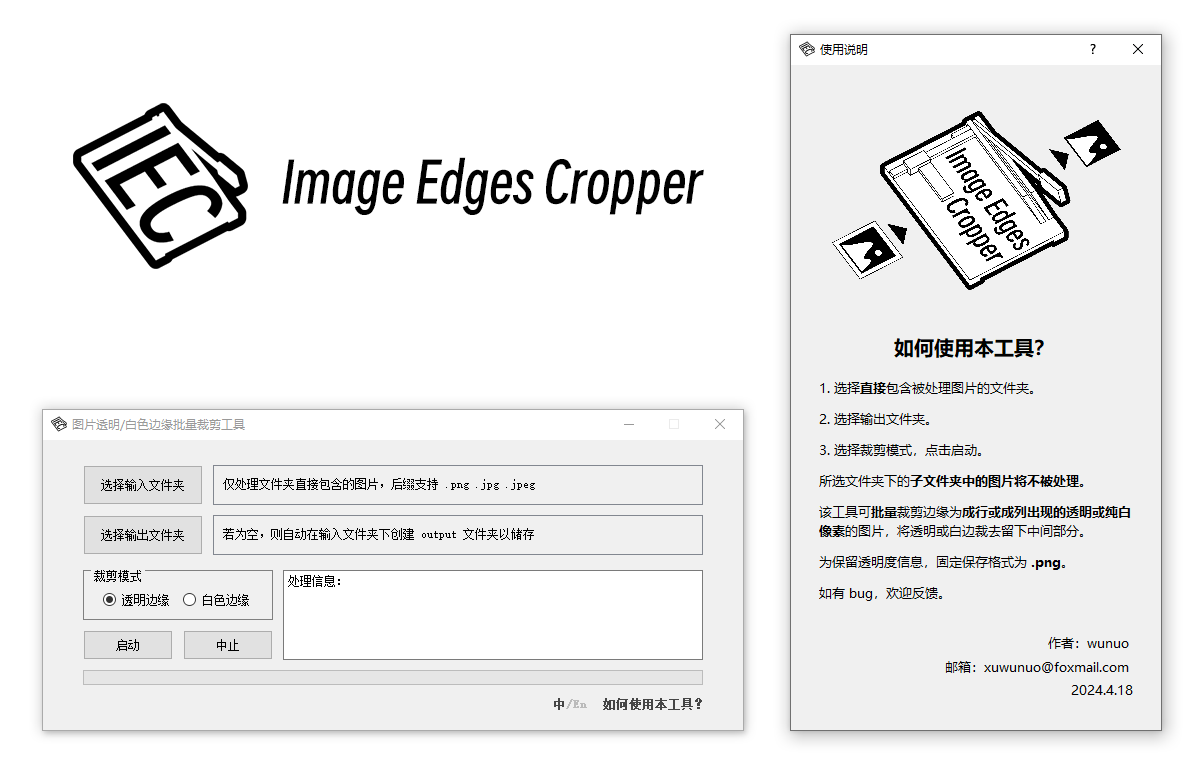 IEC
Image Edges Cropper
图片透明/白色边缘批量裁剪工具
选择输入文件夹
仅处理文件夹直接包含的图片，后缀支持 .png .jpg .jpeg
选择输出文件夹
若为空，则自动在输入文件夹下创建 output 文件夹以储存
裁剪模式
透明边缘
白色边缘
处理信息：
启动
中止
中/En
如何使用本工具?
使用说明
?
Image Edges
Cropper
如何使用本工具？
1. 选择直接包含被处理图片的文件夹。
2. 选择输出文件夹。
3. 选择裁剪模式，点击启动。
所选文件夹下的子文件夹中的图片将不被处理。
该工具可批量裁剪边缘为成行或成列出现的透明或纯白
像素的图片，将透明或白边裁去留下中间部分。
为保留透明度信息，固定保存格式为 .png。
如有 bug，欢迎反馈。
作者：wunuo
邮箱：xuwunuo@foxmail.com
2024.4.18